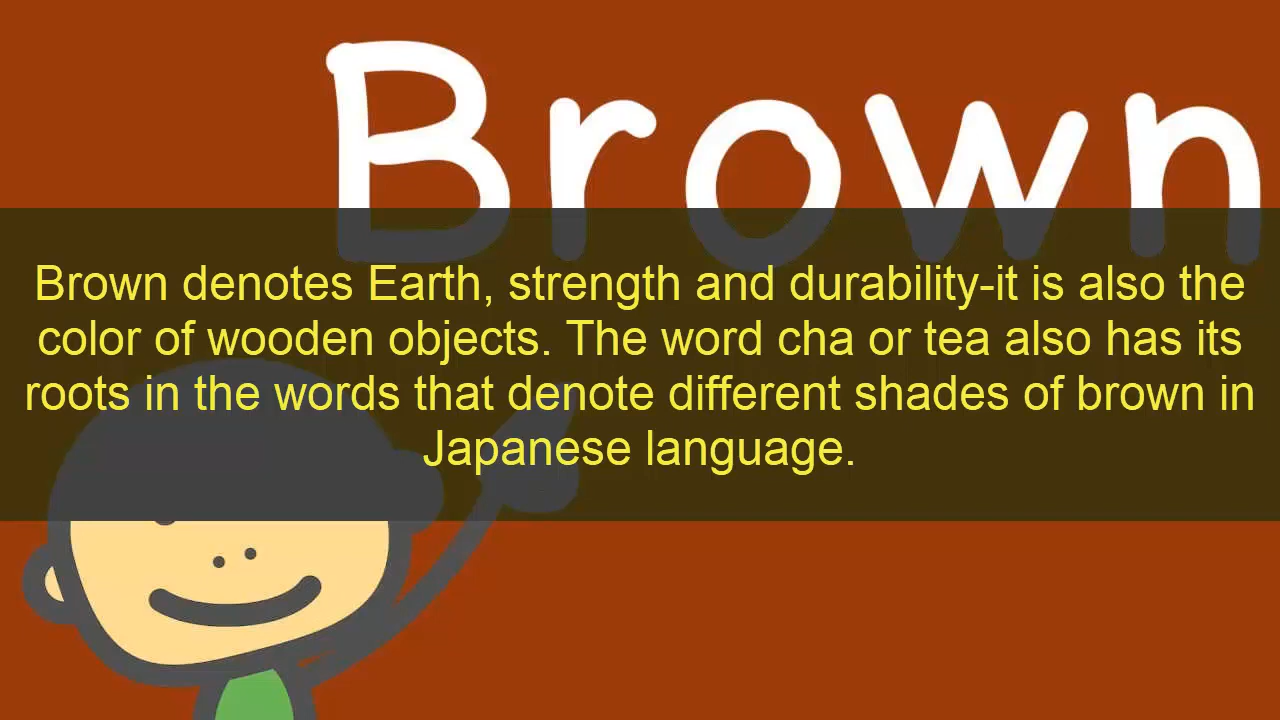 Brown
Brown denotes Earth, strength and durability-it is also the
color of wooden objects. The word cha or tea also has its
roots in the words that denote different shades of brown in
Japanese language.